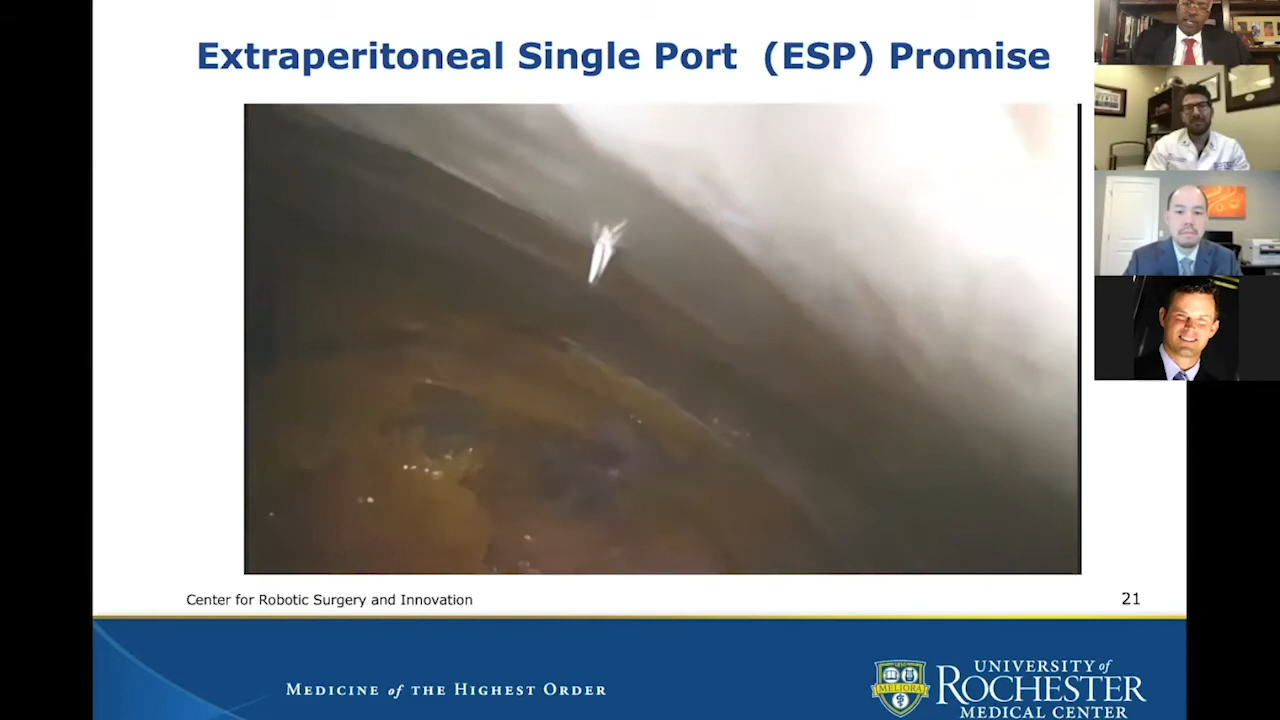 Extraperitoneal Single Port (ESP) Promise
Center for Robotic Surgery and Innovation
21
MEDICINE of THE HIGHEST ORDER
MELIORA
UNIVERSITY of
ROCHESTER
MEDICAL CENTER